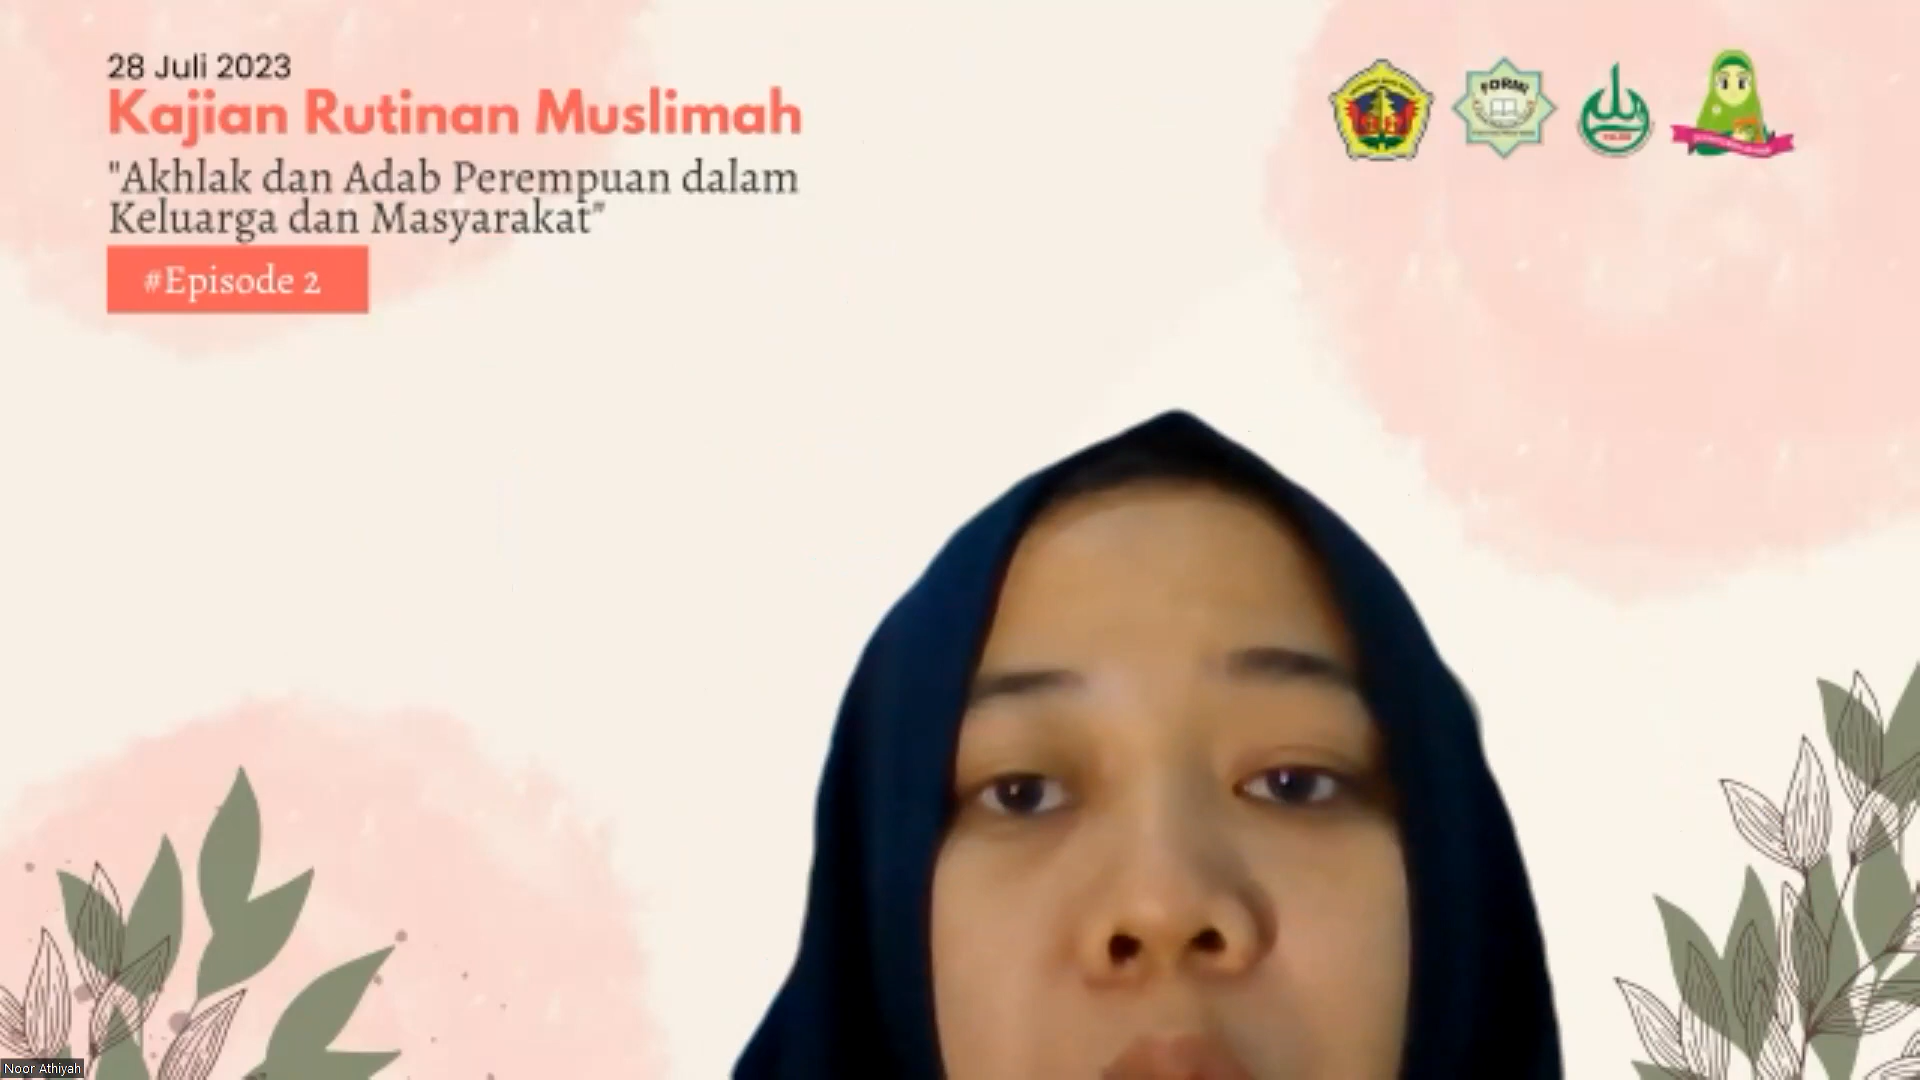 28 Juli 2023
Kajian Rutinan Muslimah
"Akhlak dan Adab Perempuan dalam
Keluarga dan Masyarakat"
#Episode 2
FORMI
Noor Athiyah